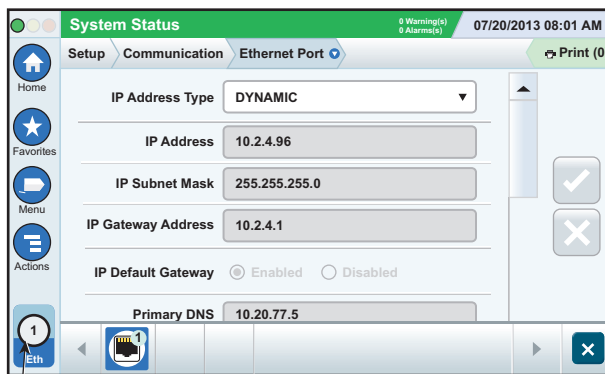 System Status
0 Warning(s)
0 Alarms(s)
07/20/2013 08:01 AM
Setup Communication Ethernet Port
Print (0
Home
Favorites
Menu
Actions
IP Address Type DYNAMIC
IP Address 10.2.4.96
IP Subnet Mask 255.255.255.0
IP Gateway Address 10.2.4.1
IP Default Gateway Enabled Disabled
Primary DNS 10.20.77.5
1
Eth
1